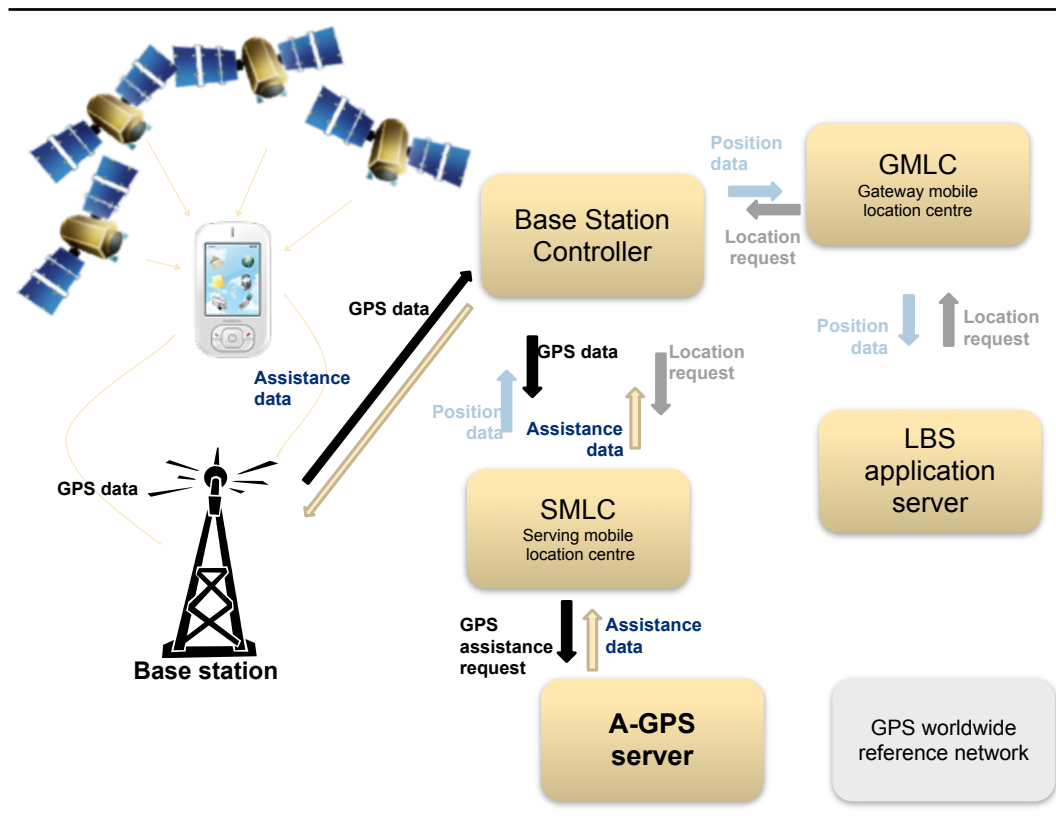 Position
data
GMLC
Gateway mobile
location centre
Base Station
Controller
Location
request
GPS data
Assistance
data
GPS data
Location
request
Position
data
Location
request
Position
data
Assistance
data
LBS
application
server
GPS data
SMLC
Serving mobile
location centre
GPS
assistance
request
Assistance
data
Base station
A-GPS
server
GPS worldwide
reference network